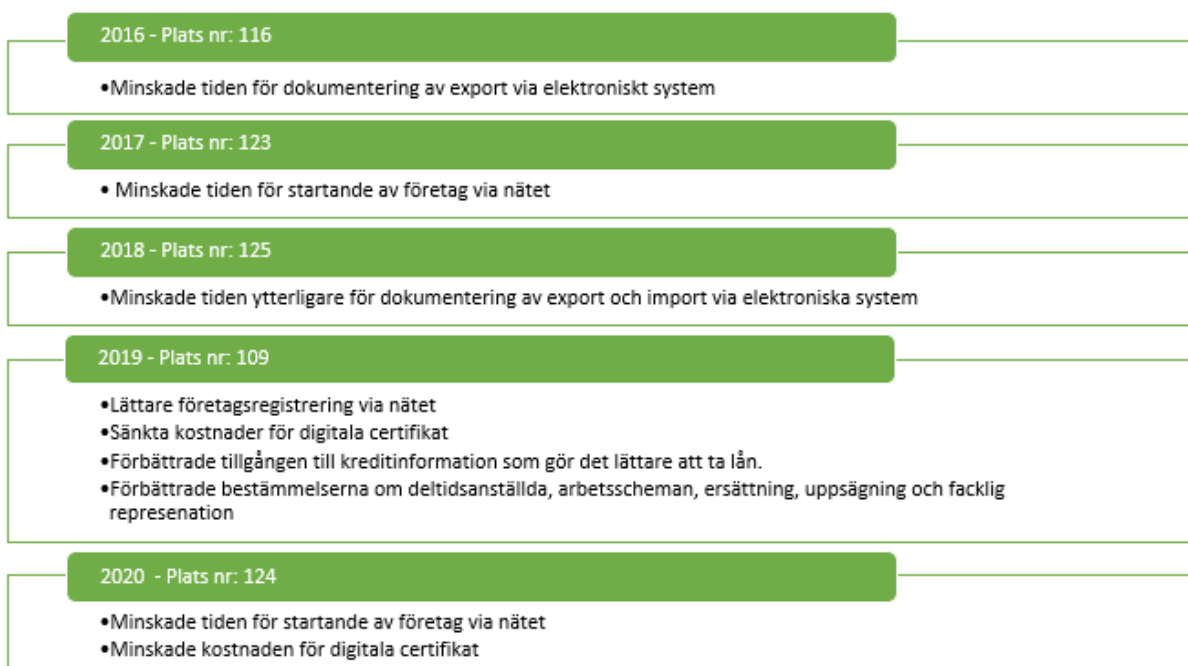 2016 - Plats nr: 116
•Minskade tiden för dokumentering av export via elektroniskt system
2017 - Plats nr: 123
• Minskade tiden för startande av företag via nätet
2018 - Plats nr: 125
•Minskade tiden ytterligare för dokumentering av export och import via elektroniska system
2019 - Plats nr: 109
•Lättare företagsregistrering via nätet
•Sänkta kostnader för digitala certifikat
•Förbättrade tillgången till kreditinformation som gör det lättare att ta lån.
•Förbättrade bestämmelserna om deltidsanställda, arbetsscheman, ersättning, uppsägning och facklig
represenation
2020 - Plats nr: 124
•Minskade tiden för startande av företag via nätet
•Minskade kostnaden för digitala certifikat